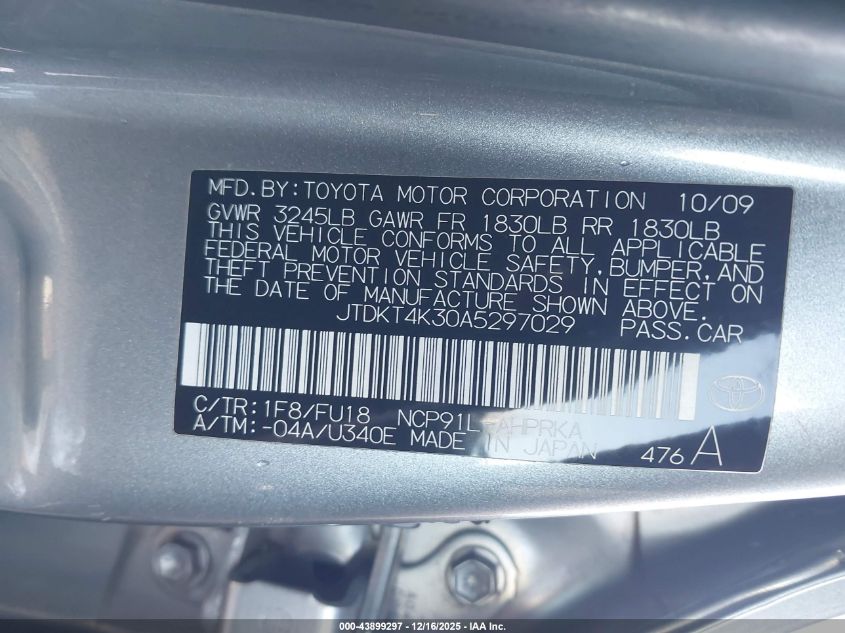 MFD.BY:TOYOTA MOTOR CORPORATION 10/09
GVWR 3245LB GAWR FR 1830LB RR 1830LB
THIS VEHICLE CONFORMS TO ALL APPLICABLE
FEDERAL MOTOR VEHICLE SAFETY,BUMPER,AND
THEFT PREVENTION STANDARDS IN EFFECT ON
THE DATE OF MANUFACTURE SHOWN ABOVE.
JTDKT4K30A5297029 PASS.CAR
C/TR:1F8/FU18 NCP91L-AHPRKA
A/TM:-04A/U340E MADE IN JAPAN
476 A
000-43899297 - 12/16/2025 - IAA Inc.